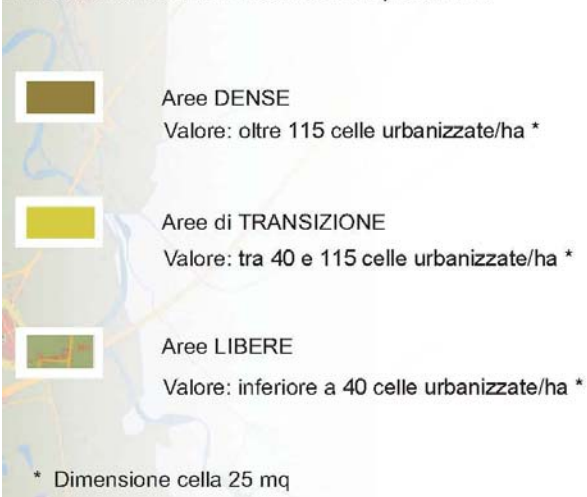 Aree DENSE
Valore: oltre 115 celle urbanizzate/ha *
Aree di TRANSIZIONE
Valore: tra 40 e 115 celle urbanizzate/ha *
Aree LIBERE
Valore: inferiore a 40 celle urbanizzate/ha *
* Dimensione cella 25 mq